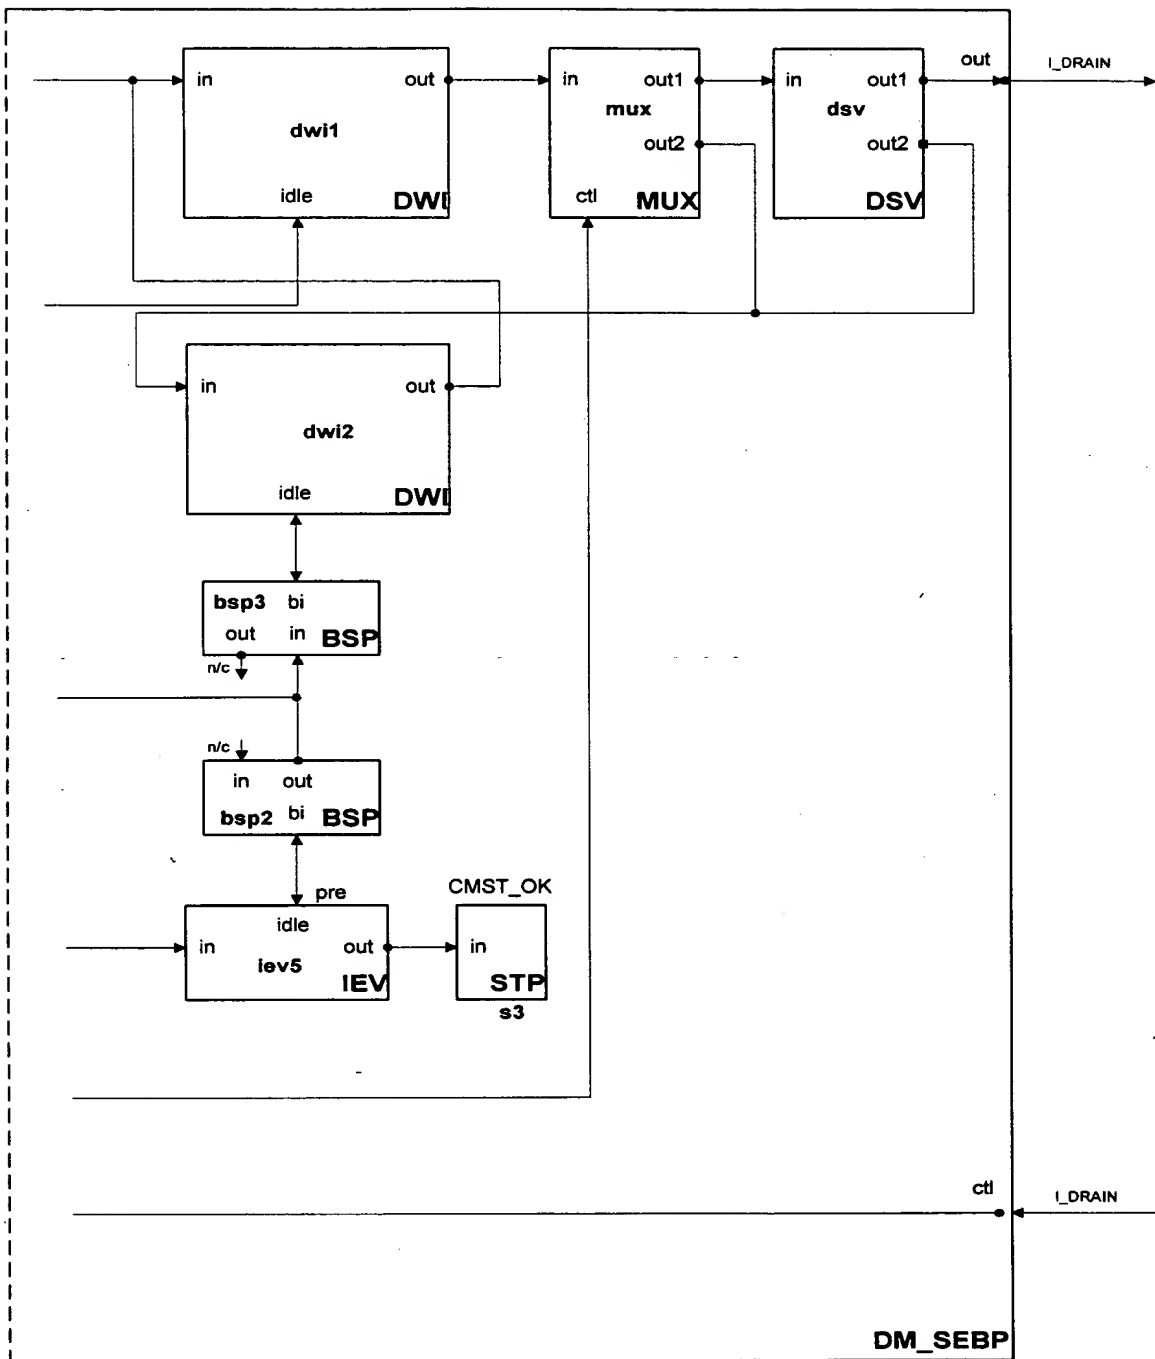 out
I_DRAIN
in out
dwi1
idle
DWI
in out1
mux
out2
ctl
MUX
in out1
dsv
out2
DSV
in out
dwi2
idle
DWI
bsp3 bi
out in BSP
n/c
n/c
in out
bsp2 bi BSP
pre
idle
in out
iev5
IEV
CMST_OK
in
STP
s3
ctl
I_DRAIN
DM_SEBP